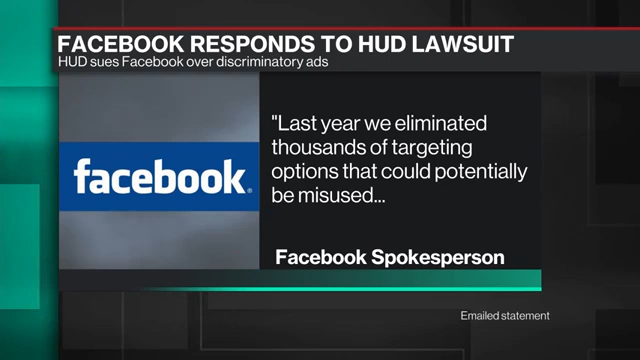 FACEBOOK RESPONDS TO HUD LAWSUIT
HUD sues Facebook over discriminatory ads
facebook®
"Last year we eliminated
thousands of targeting
options that could potentially
be misused...
Facebook Spokesperson
Emailed statement